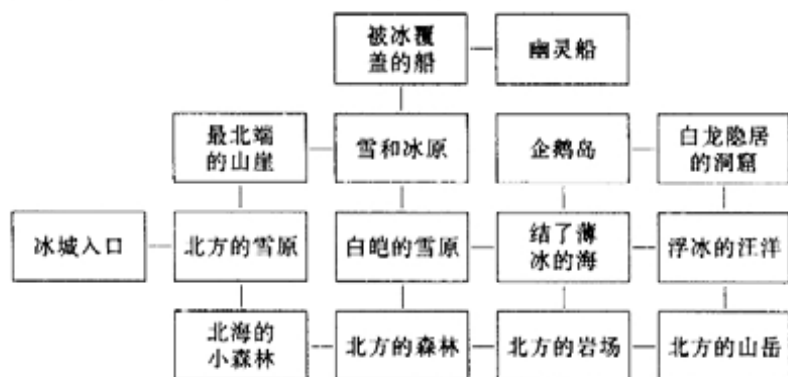 被冰覆
盖的船
幽灵船
最北端
的山崖
雪和冰原
企鹅岛
白龙隐居
的洞窟
冰城入口
北方的雪原
白皑的雪原
结了薄
冰的海
浮冰的汪洋
北海的
小森林
北方的森林
北方的岩场
北方的山岳